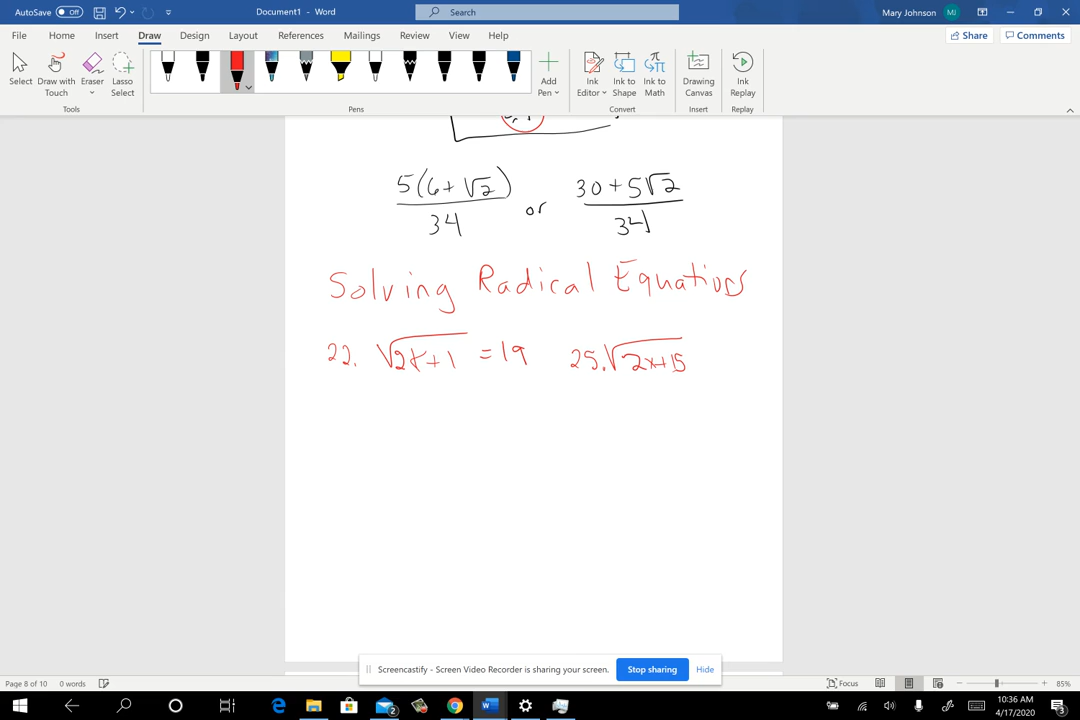 AutoSave Off Document1 - Word Search Mary Johnson MJ
File Home Insert Draw Design Layout References Mailings Review View Help Share Comments
Select Draw with Touch Eraser Lasso Select Add Pen Ink Editor Ink to Shape Ink to Math Drawing Canvas Ink Replay
Tools Pens Convert Insert Replay
5(6+√2)/34 or 30+5√2/34
Solving Radical Equations
22. √2x+1 = 19 25. √2x+15
Screencastify - Screen Video Recorder is sharing your screen. Stop sharing Hide
Page 8 of 10 0 words Focus 85%
10:36 AM
4/17/2020